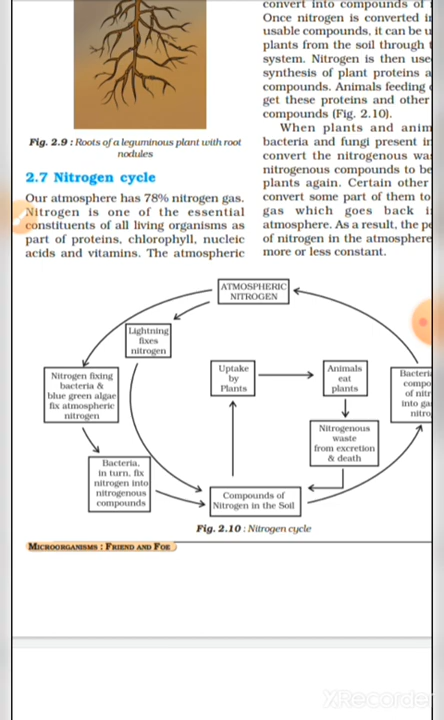 Fig. 2.9 : Roots of a leguminous plant with root
nodules
2.7 Nitrogen cycle
Our atmosphere has 78% nitrogen gas.
Nitrogen is one of the essential
constituents of all living organisms as
part of proteins, chlorophyll, nucleic
acids and vitamins. The atmospheric
convert into compounds of
Once nitrogen is converted
usable compounds, it can be
plants from the soil through
system. Nitrogen is then
synthesis of plant proteins
compounds. Animals feeding
get these proteins and other
compounds (Fig. 2.10).
When plants and
bacteria and fungi present
convert the nitrogenous
nitrogenous compounds to be
plants again. Certain other
convert some part of them to
gas which goes back
atmosphere. As a result, the
of nitrogen in the atmosphere
more or less constant.
ATMOSPHERIC
NITROGEN
Lightning
fixes
nitrogen
Nitrogen fixing
bacteria &
blue green algae
fix atmospheric
nitrogen
Bacteria,
in turn, fix
nitrogen into
nitrogenous
compounds
Uptake
by
Plants
Animals
eat
plants
Nitrogenous
waste
from excretion
& death
Compounds of
Nitrogen in the Soil
of
into
Fig. 2.10 : Nitrogen cycle
MICROORGANISMS : FRIEND AND FOE
XRecorder